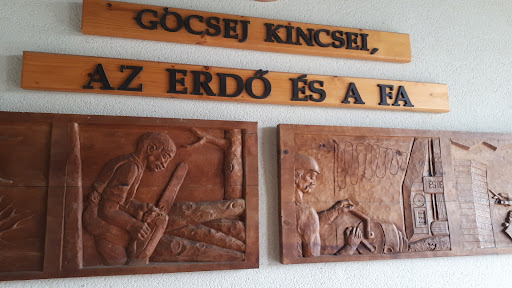 GÖCSEJ KINCSEI,
AZ ERDŐ ÉS A FA